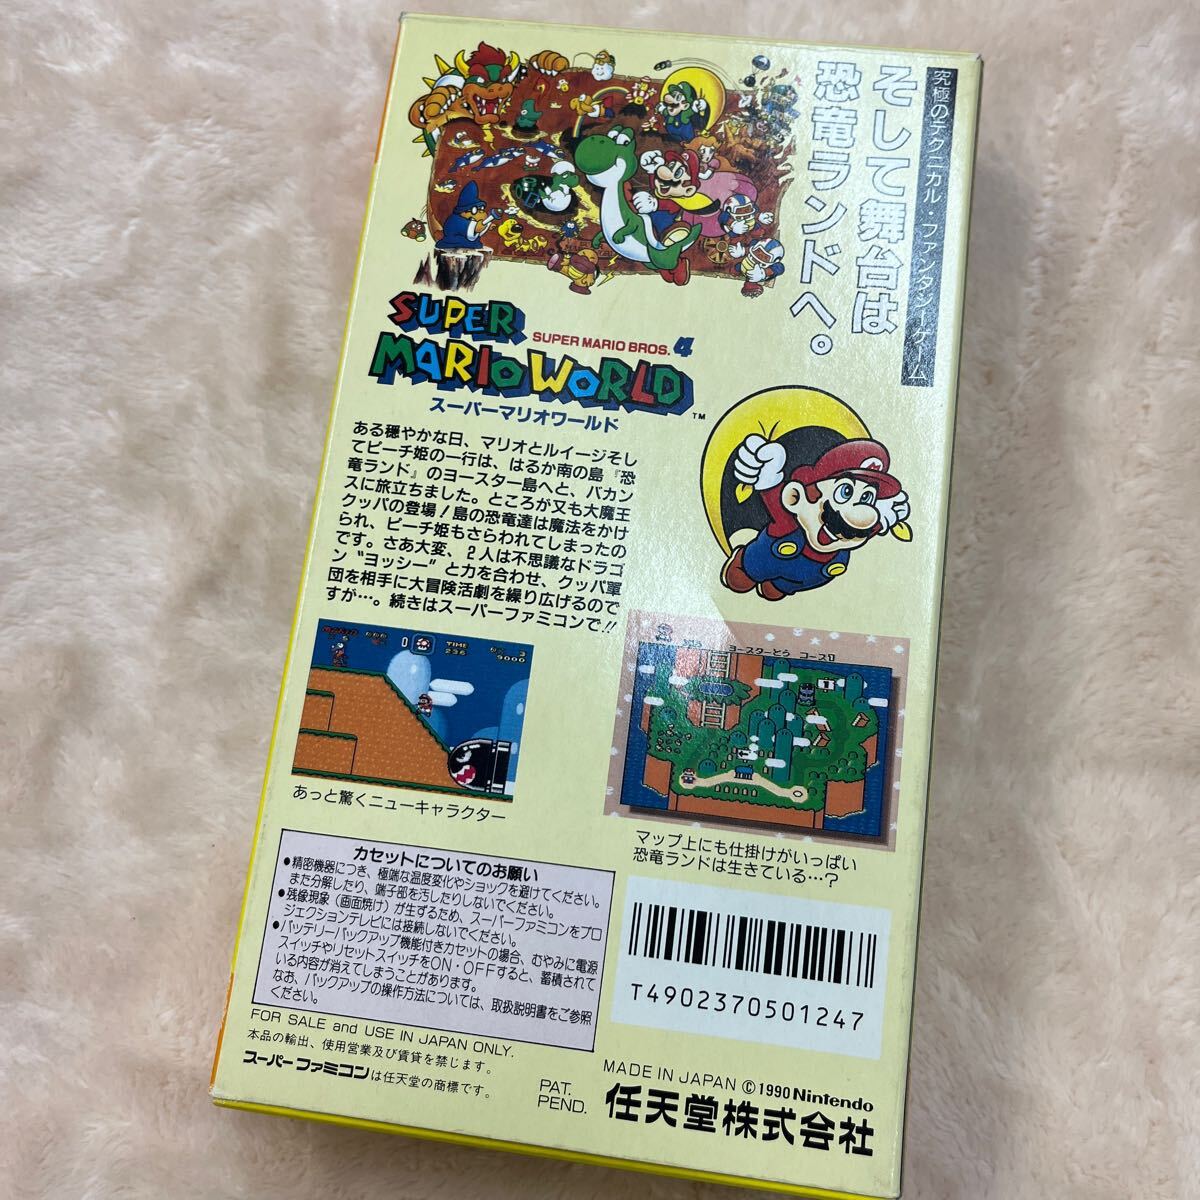 究極のテクニカル・ファンタジーゲーム
そして舞台は
恐竜ランドへ。
SUPER
SUPER MARIO BROS. 4
MARIO WORLD™
スーパーマリオワールド
ある穏やかな日、マリオとルイージそし
てピーチ姫の一行は、はるか南の島『恐
竜ランド』のヨースター島へと、バカン
スに旅立ちました。ところが又も大魔王
クッパの登場！島の恐竜達は魔法をかけ
られ、ピーチ姫もさらわれてしまったの
です。さあ大変、2人は不思議なドラゴ
ン“ヨッシー”と力を合わせ、クッパ軍
団を相手に大冒険活劇を繰り広げるので
すが…。続きはスーパーファミコンで!!
TIME
236
3
9000
あっと驚くニューキャラクター
ヨースターとう コース1
マップ上にも仕掛けがいっぱい
恐竜ランドは生きている…？
カセットについてのお願い
●精密機器につき、極端な温度変化やショックを避けてください。
また分解したり、端子部を汚したりしないでください。
●残像現象（画面焼け）が生ずるため、スーパーファミコンをプロ
ジェクションテレビには接続しないでください。
●バッテリーバックアップ機能付きカセットの場合、むやみに電源
スイッチやリセットスイッチをON・OFFすると、蓄積されて
いる内容が消えてしまうことがあります。
なお、バックアップの操作方法については、取扱説明書をご参照
ください。
T4902370501247
FOR SALE and USE IN JAPAN ONLY.
本品の輸出、使用営業及び賃貸を禁じます。
スーパーファミコンは任天堂の商標です。
PAT.
PEND.
MADE IN JAPAN ©1990 Nintendo
任天堂株式会社